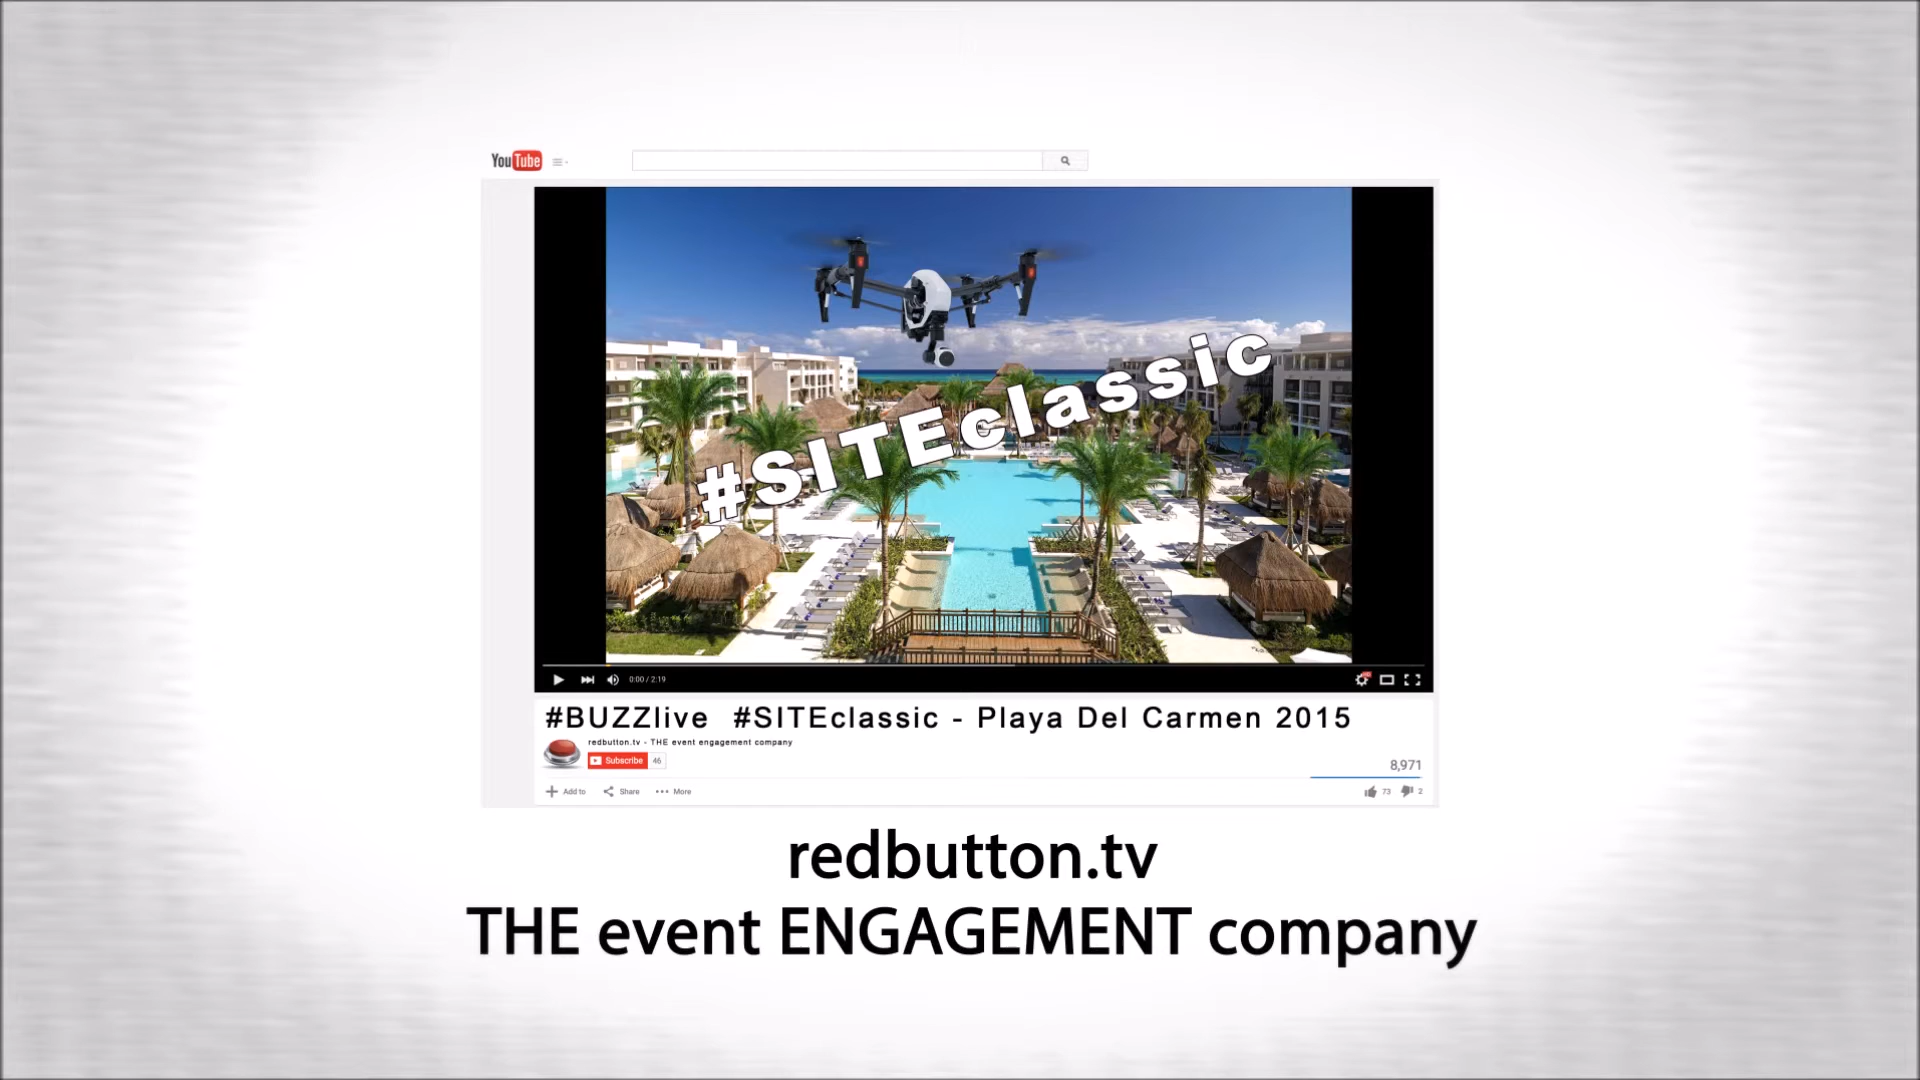 YouTube
#SITEclassic
0:00 / 2:19
#BUZZlive #SITEclassic - Playa Del Carmen 2015
redbutton.tv - THE event engagement company
Subscribe 46
8,971
Add to Share More 73 2
redbutton.tv
THE event ENGAGEMENT company